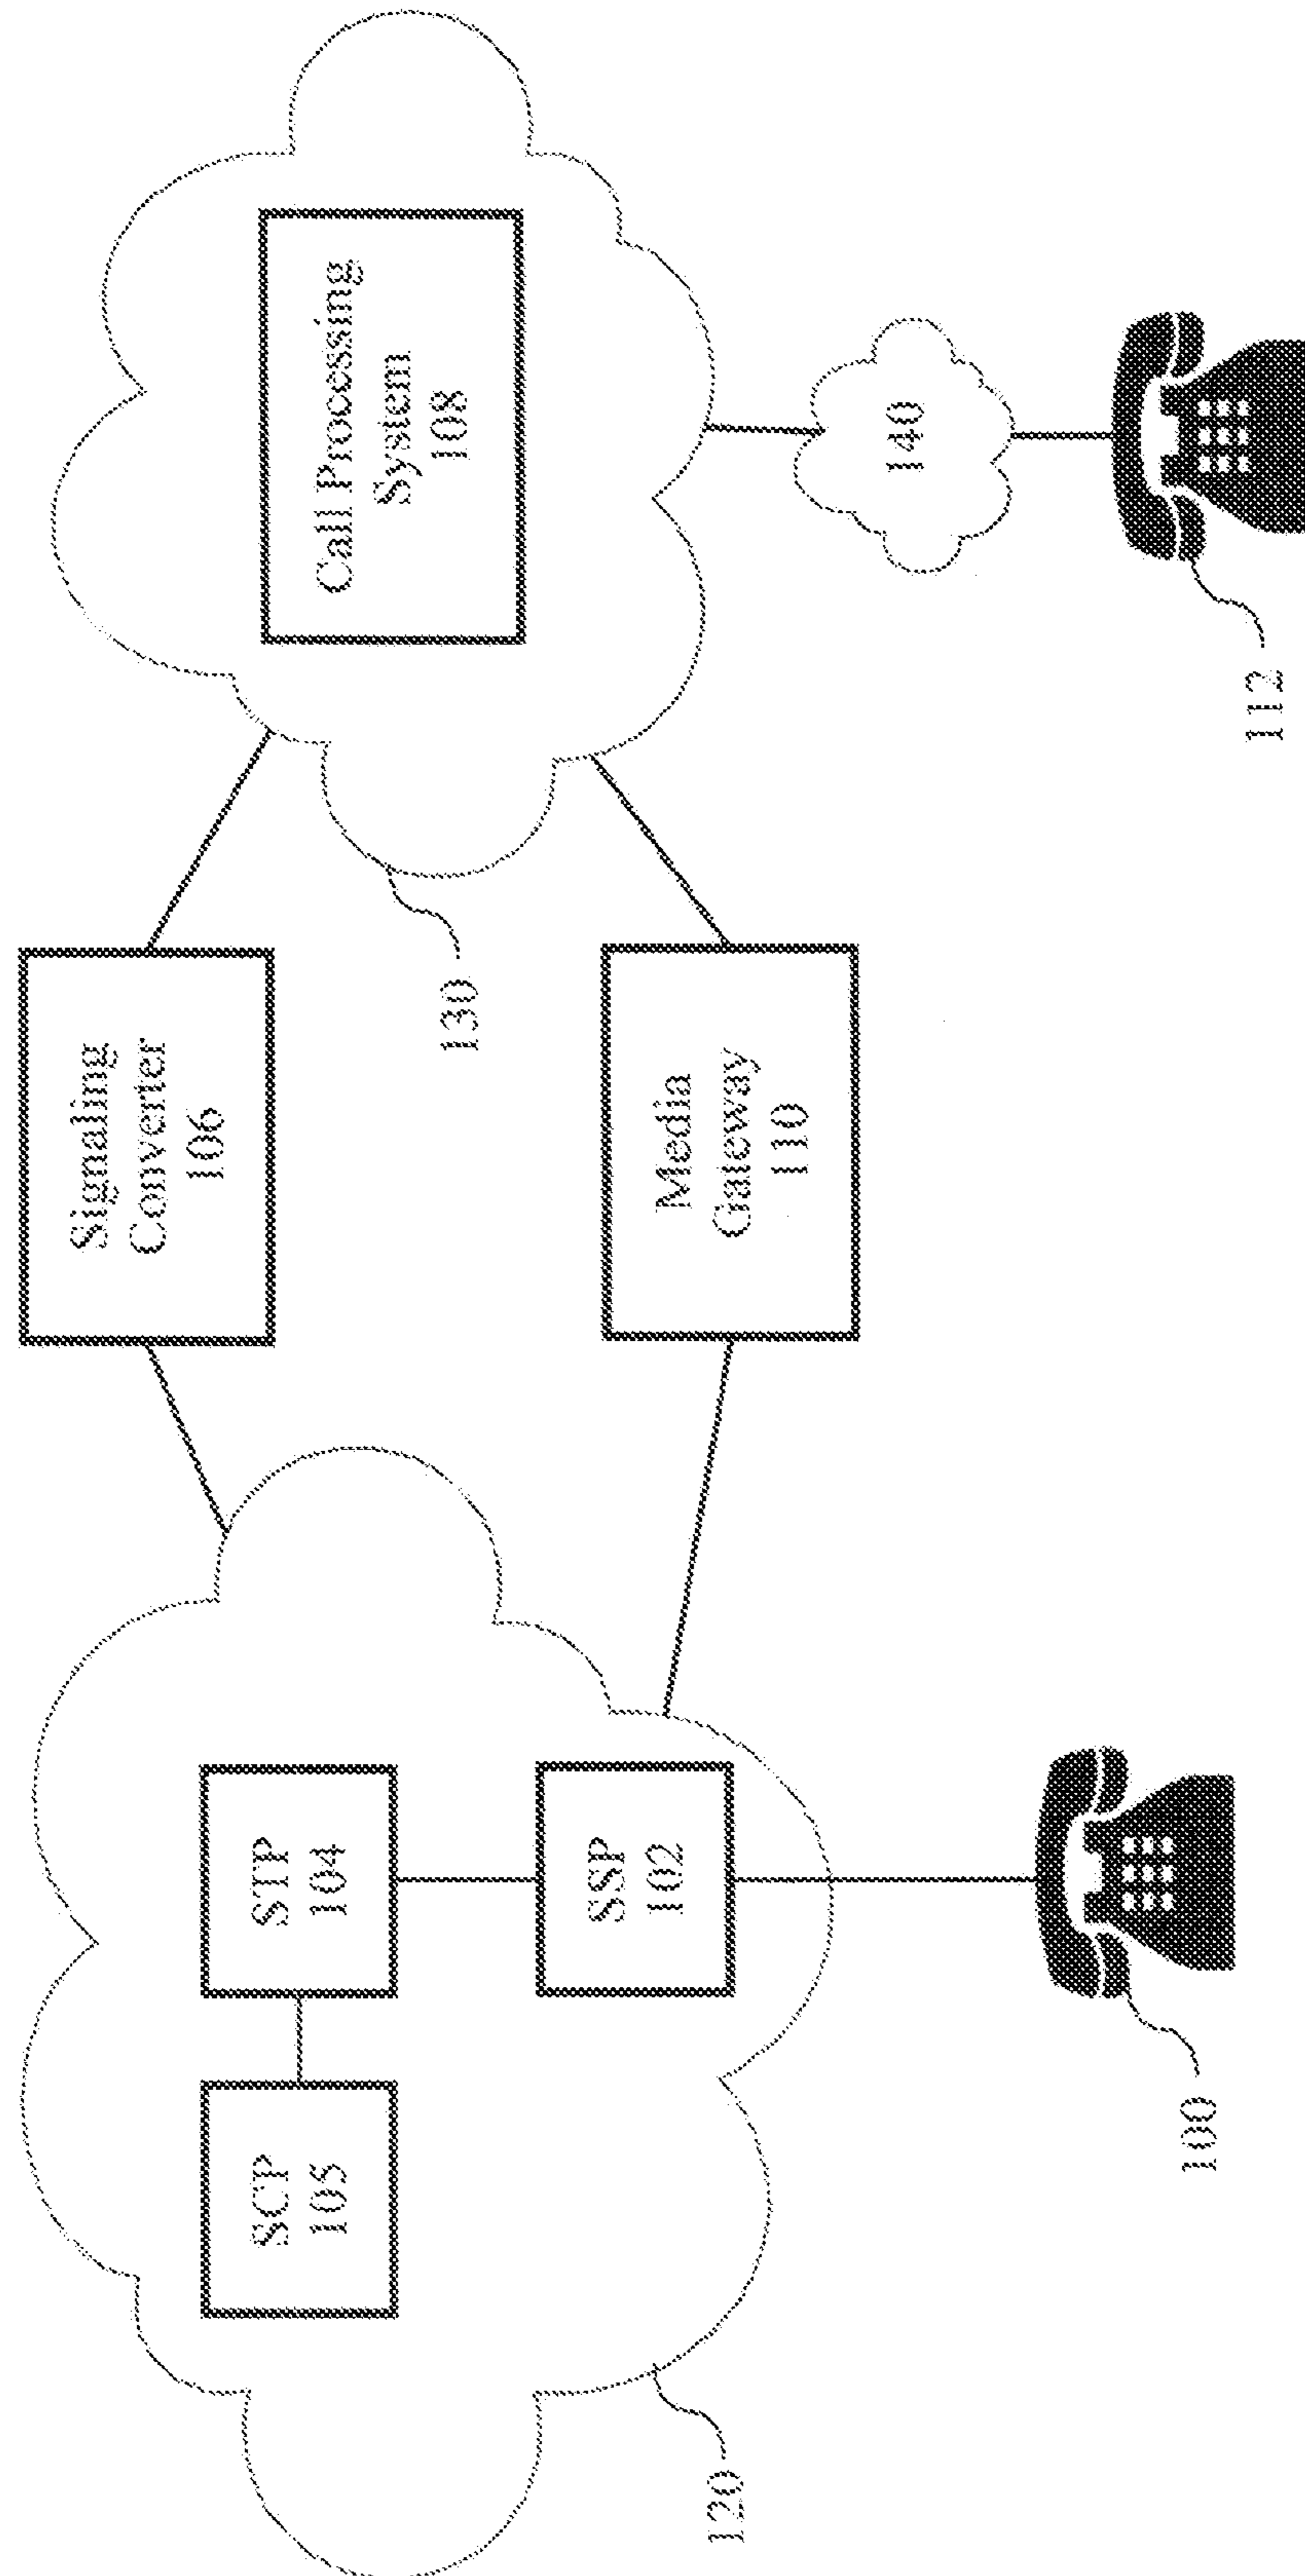 SCP
105
STP
104
SSP
102
120
100
Signaling
Converter
106
Media
Gateway
110
130
Call Processing
System
108
140
112